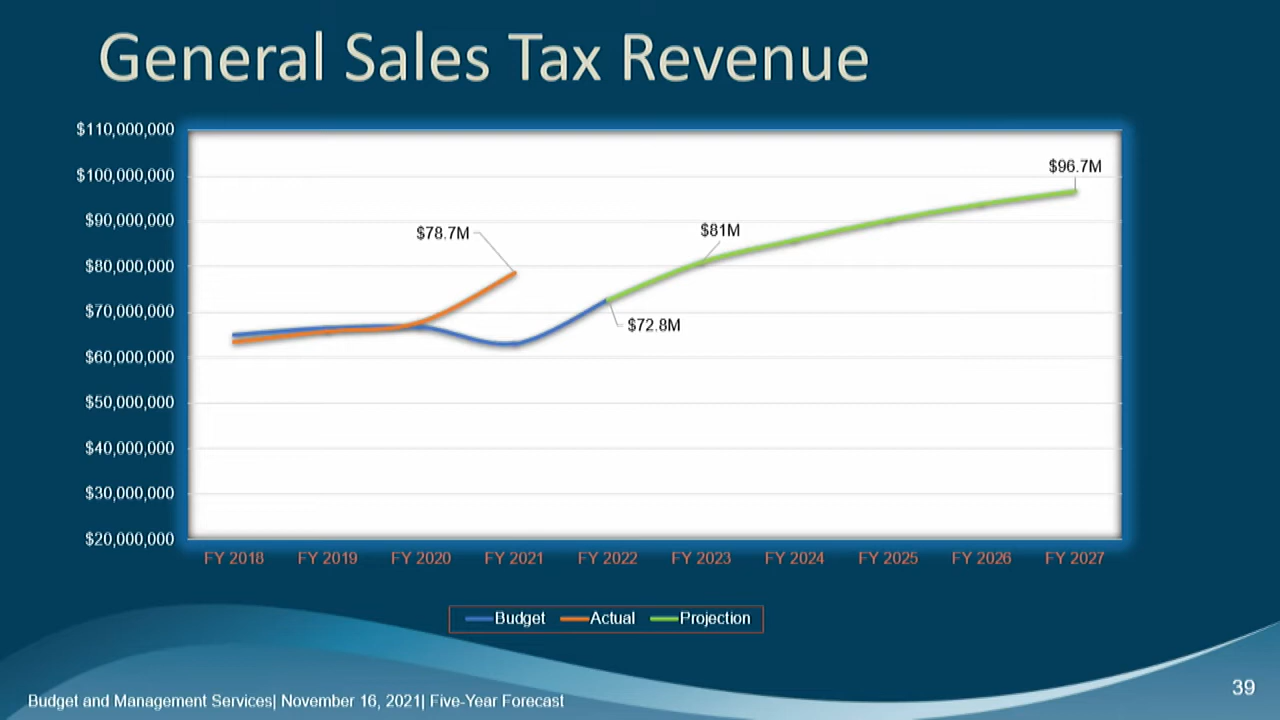 General Sales Tax Revenue
$110,000,000
$100,000,000
$90,000,000
$80,000,000
$70,000,000
$60,000,000
$50,000,000
$40,000,000
$30,000,000
$20,000,000
$78.7M
$72.8M
$81M
$96.7M
FY 2018 FY 2019 FY 2020 FY 2021 FY 2022 FY 2023 FY 2024 FY 2025 FY 2026 FY 2027
Budget Actual Projection
Budget and Management Services| November 16, 2021| Five-Year Forecast
39